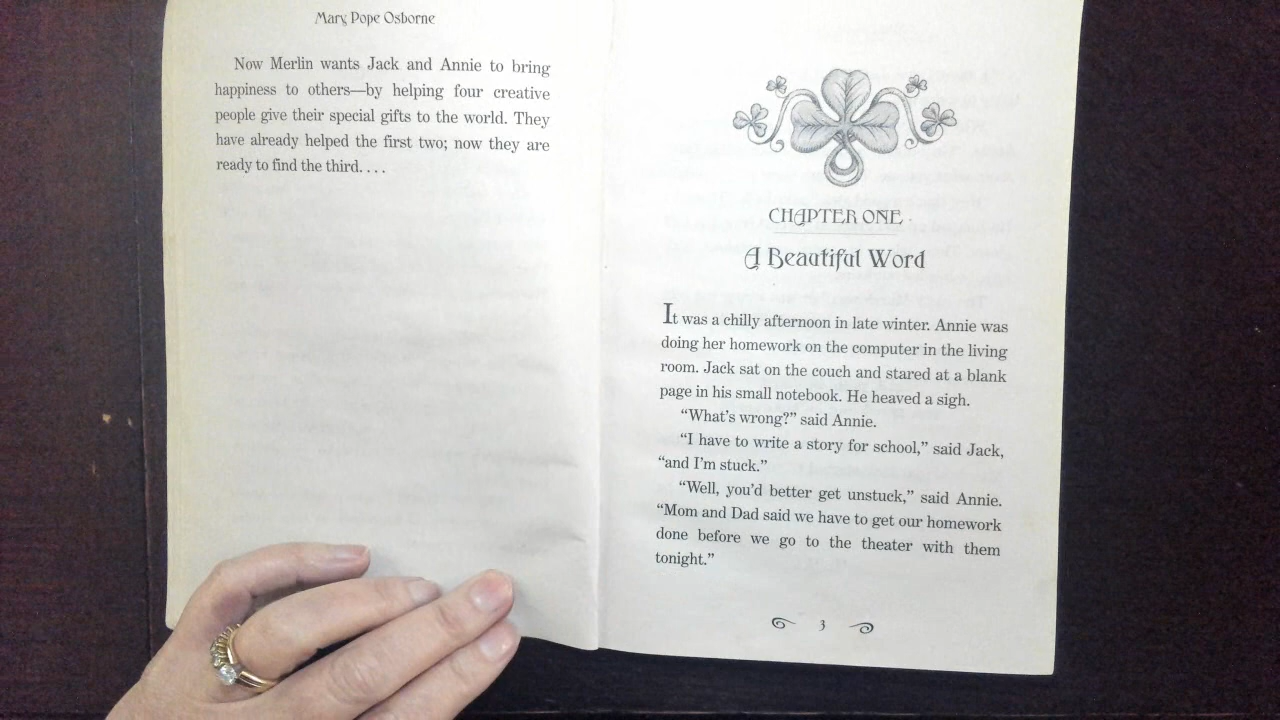 Mary Pope Osborne
Now Merlin wants Jack and Annie to bring
happiness to others—by helping four creative
people give their special gifts to the world. They
have already helped the first two; now they are
ready to find the third. . . .
CHAPTER ONE
A Beautiful Word
It was a chilly afternoon in late winter. Annie was
doing her homework on the computer in the living
room. Jack sat on the couch and stared at a blank
page in his small notebook. He heaved a sigh.
“What’s wrong?” said Annie.
“I have to write a story for school,” said Jack,
“and I’m stuck.”
“Well, you’d better get unstuck,” said Annie.
“Mom and Dad said we have to get our homework
done before we go to the theater with them
tonight.”
3